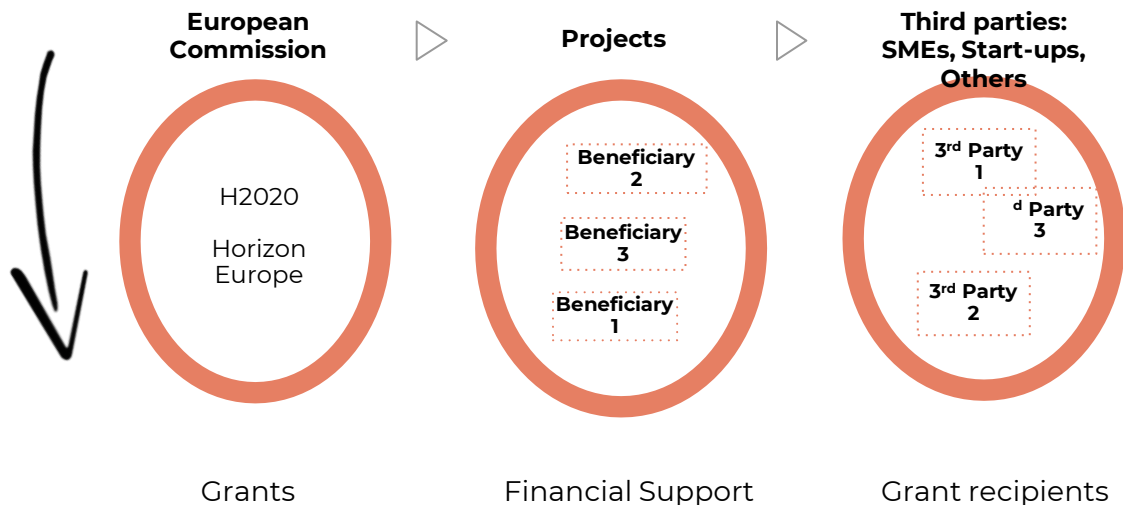 European
Commission
Projects
Third parties:
SMEs, Start-ups,
Others
H2020
Horizon
Europe
Beneficiary
2
Beneficiary
3
Beneficiary
1
3rd Party
1
d Party
3
3rd Party
2
Grants
Financial Support
Grant recipients